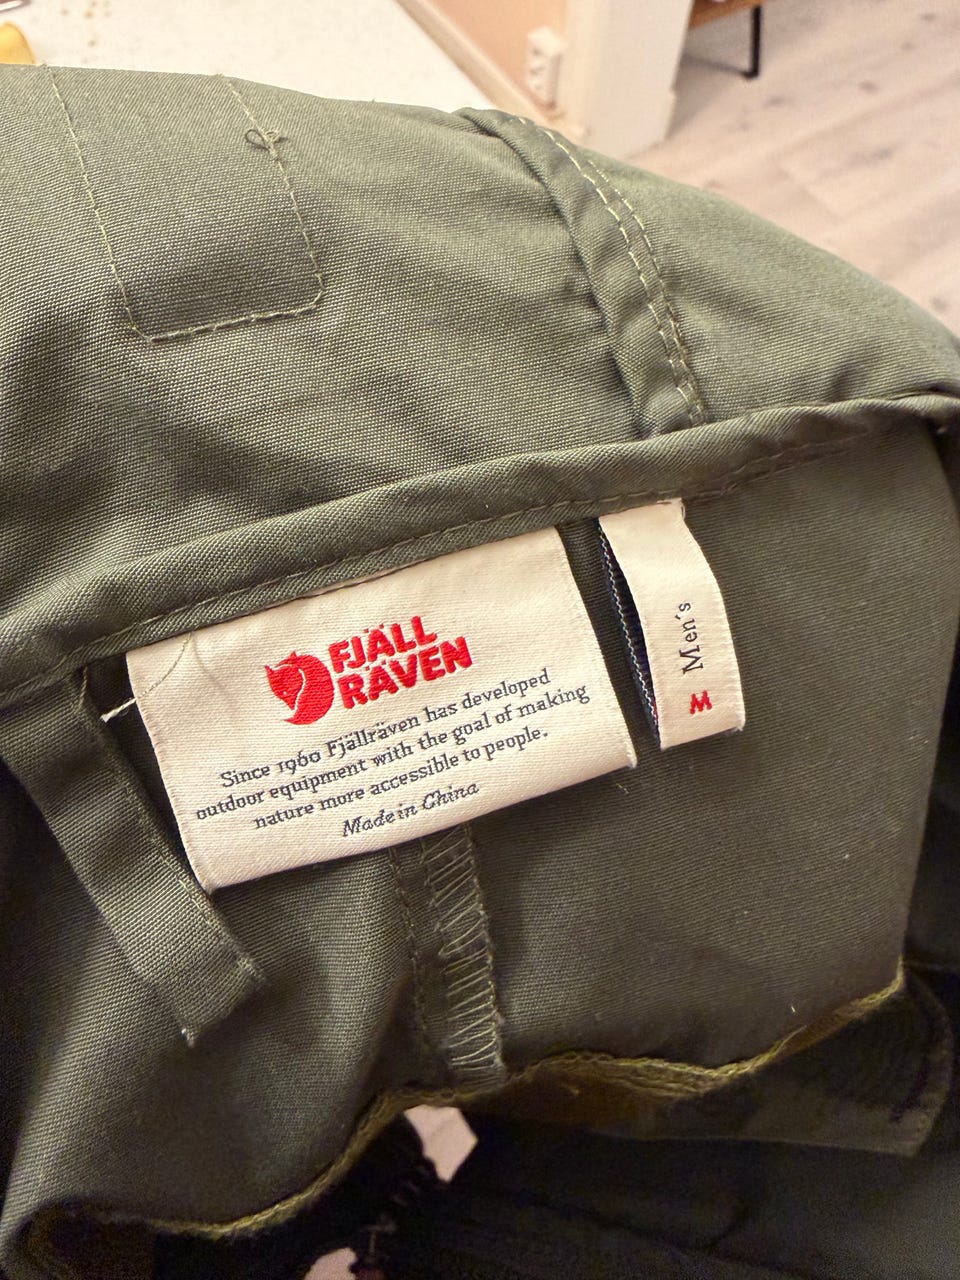 FJÄLL
RÄVEN
Since 1960 Fjällräven has developed
outdoor equipment with the goal of making
nature more accessible to people.
Made in China
Men's
M